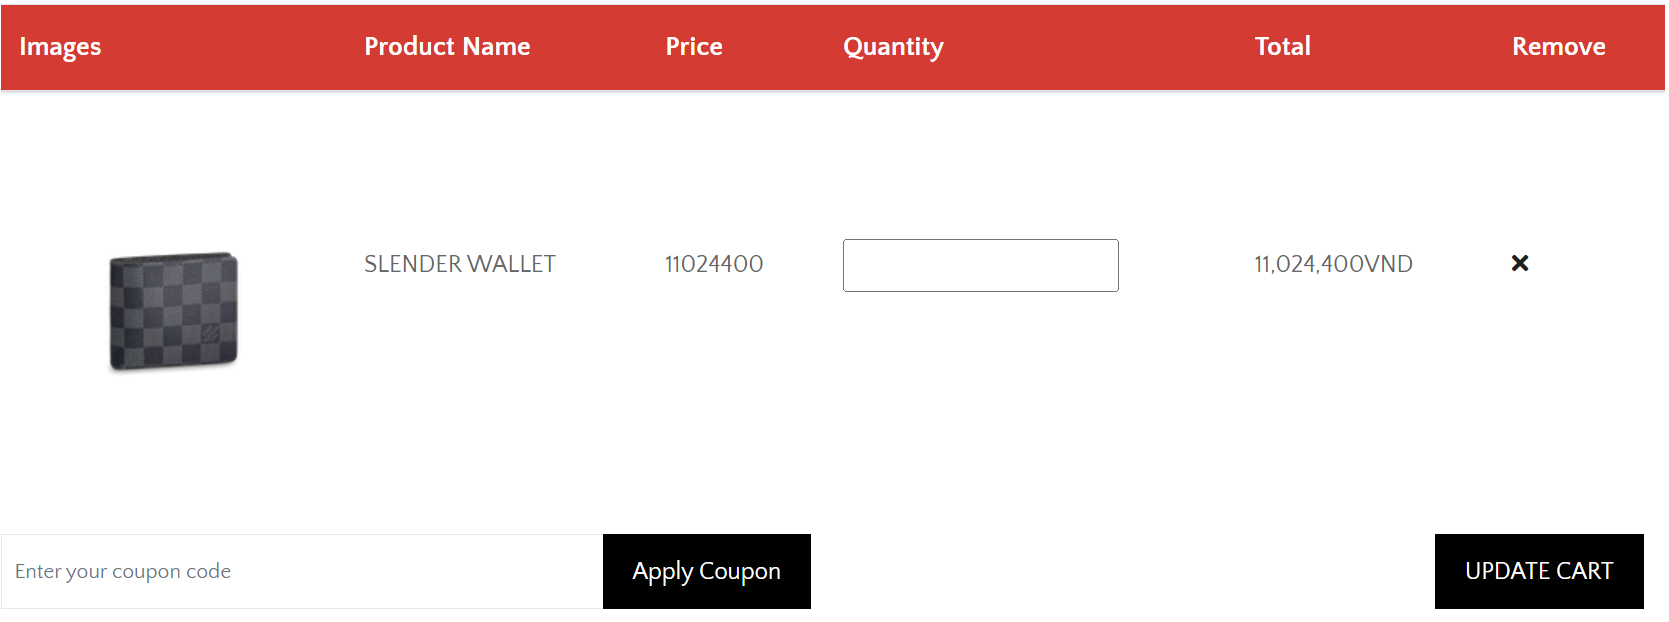 Images Product Name Price Quantity Total Remove
SLENDER WALLET 11024400 11,024,400VND
Enter your coupon code Apply Coupon UPDATE CART